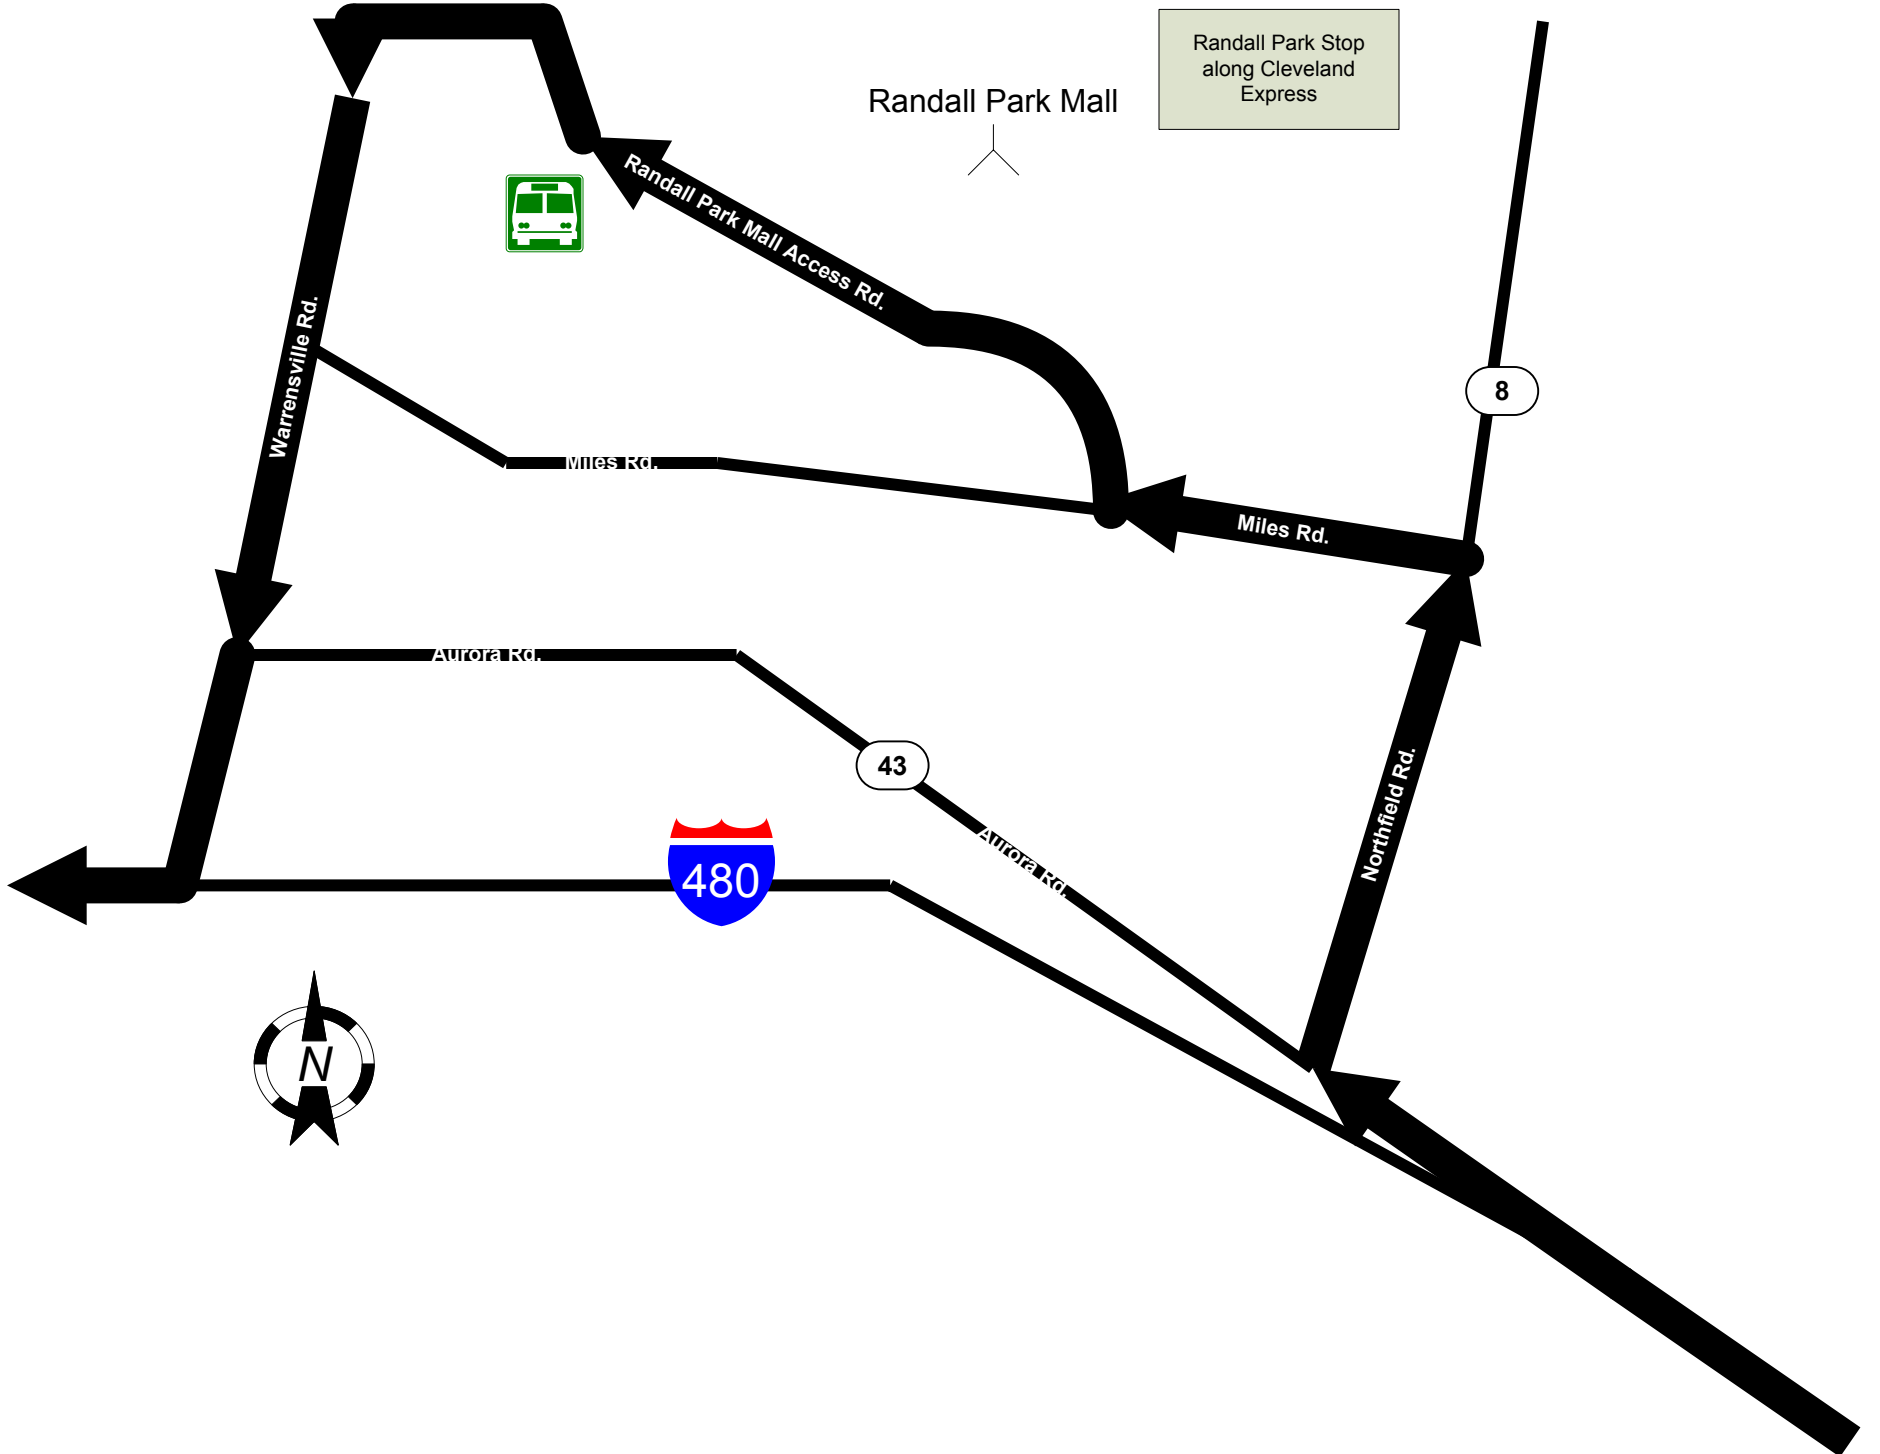 Randall Park Stop
along Cleveland
Express
Randall Park Mall
Randall Park Mall Access Rd.
Warrensville Rd.
8
Miles Rd.
Miles Rd.
Aurora Rd.
43
Northfield Rd.
Aurora Rd.
480
N